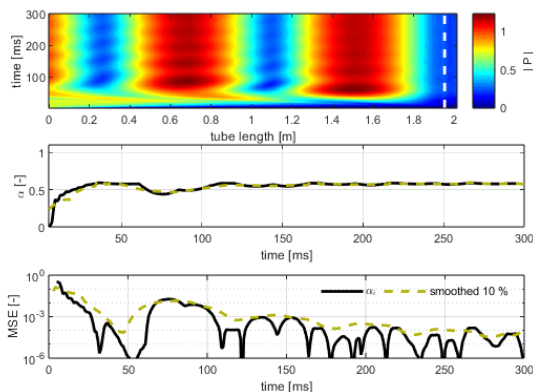 300
200
100
time [ms]
0 0.2 0.4 0.6 0.8 1 1.2 1.4 1.6 1.8 2
tube length [m]
1
0.5
0
| P |
1
0.5
0
α [-]
50 100 150 200 250 300
time [ms]
10^0
10^-3
10^-6
MSE [-]
α_i smoothed 10 %
0 50 100 150 200 250 300
time [ms]